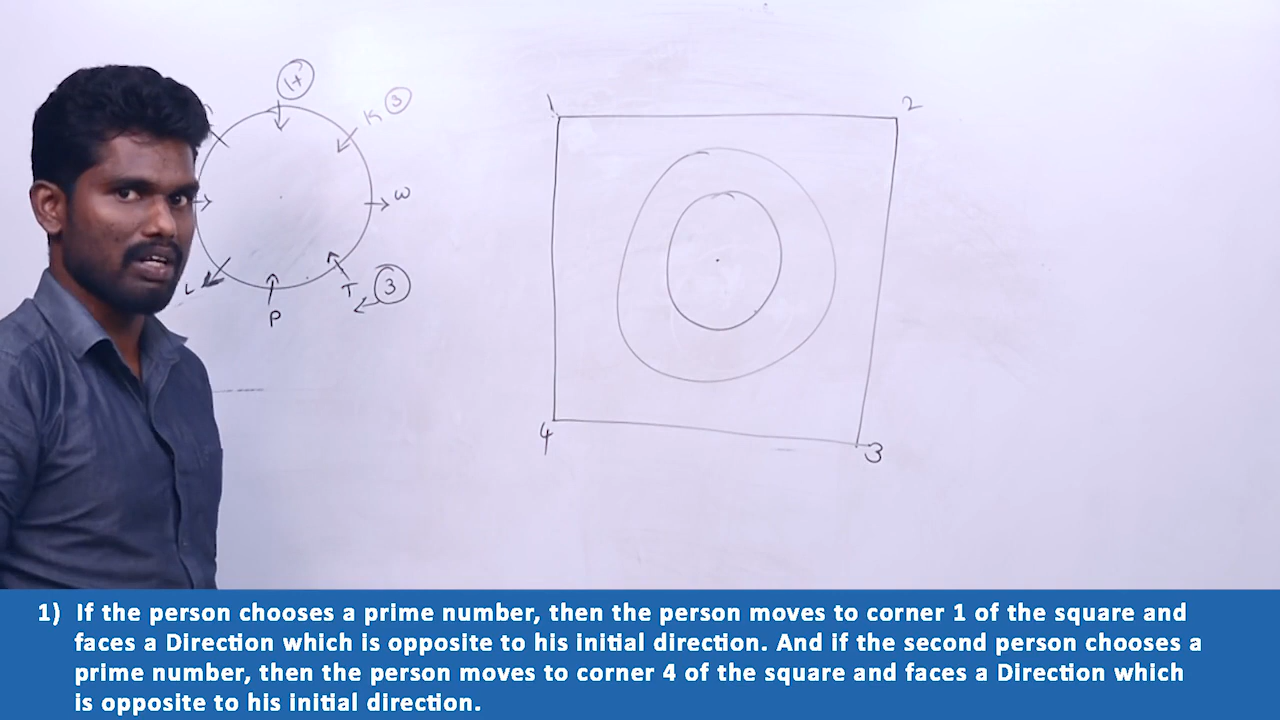 1
2
3
K
W
T
3
L
P
4
3
1) If the person chooses a prime number, then the person moves to corner 1 of the square and
faces a Direction which is opposite to his initial direction. And if the second person chooses a
prime number, then the person moves to corner 4 of the square and faces a Direction which
is opposite to his initial direction.